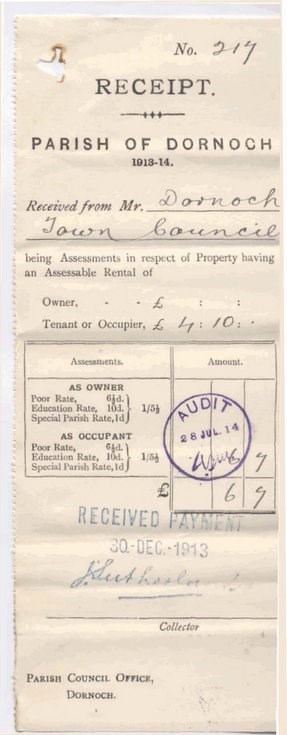 No. 217
RECEIPT.
PARISH OF DORNOCH
1913-14.
Received from Mr. Dornoch
Town Council
being Assessments in respect of Property having
an Assessable Rental of
Owner, - - £ : :
Tenant or Occupier, £ 4 : 10 : -
Assessments. Amount.
AS OWNER
Poor Rate, 6½d.
Education Rate, 10d. 1/5½
Special Parish Rate, 1d
AUDIT
28 JUL. 14
AS OCCUPANT
Poor Rate, 6½d.
Education Rate, 10d. 1/5½ 6 7
Special Parish Rate, 1d
£ 6 7
RECEIVED PAYMENT
30. DEC. 1913
J. Sutherland
Collector
PARISH COUNCIL OFFICE,
DORNOCH.